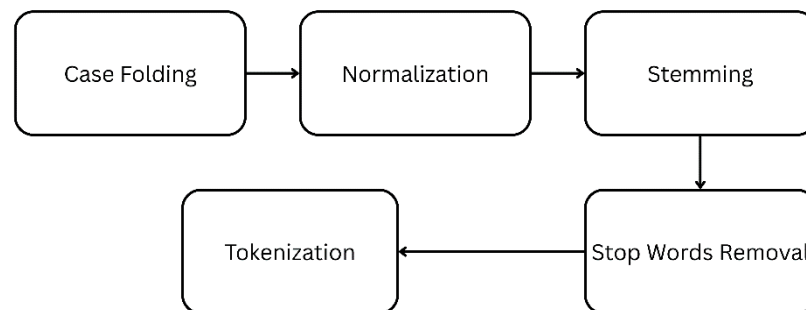 Case Folding
Normalization
Stemming
Stop Words Removal
Tokenization